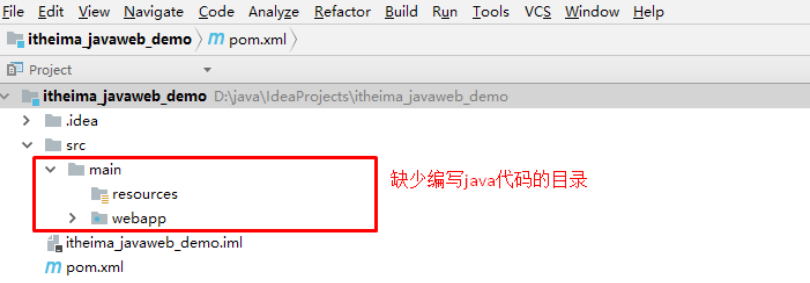 File Edit View Navigate Code Analyze Refactor Build Run Tools VCS Window Help
itheima_javaweb_demo m pom.xml
Project
itheima_javaweb_demo D:\java\IdeaProjects\itheima_javaweb_demo
.idea
src
main
缺少编写java代码的目录
resources
webapp
itheima_javaweb_demo.iml
m pom.xml